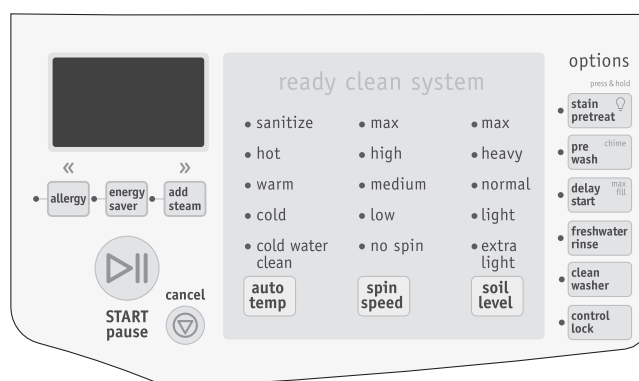 options
ready clean system
press & hold
stain pretreat
sanitize max max
hot high heavy
pre wash chime
warm medium normal
delay start max fill
allergy energy saver add steam
cold low light
freshwater rinse
cold water clean no spin extra light
clean washer
auto temp spin speed soil level
cancel
START
pause
control lock